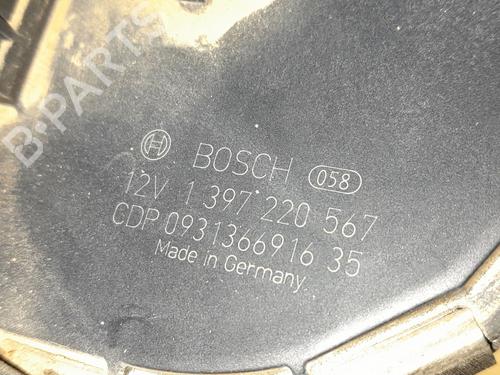 B-PARTS
BOSCH 058
12V 1 397 220 567
CDP 0931366916 35
Made in Germany